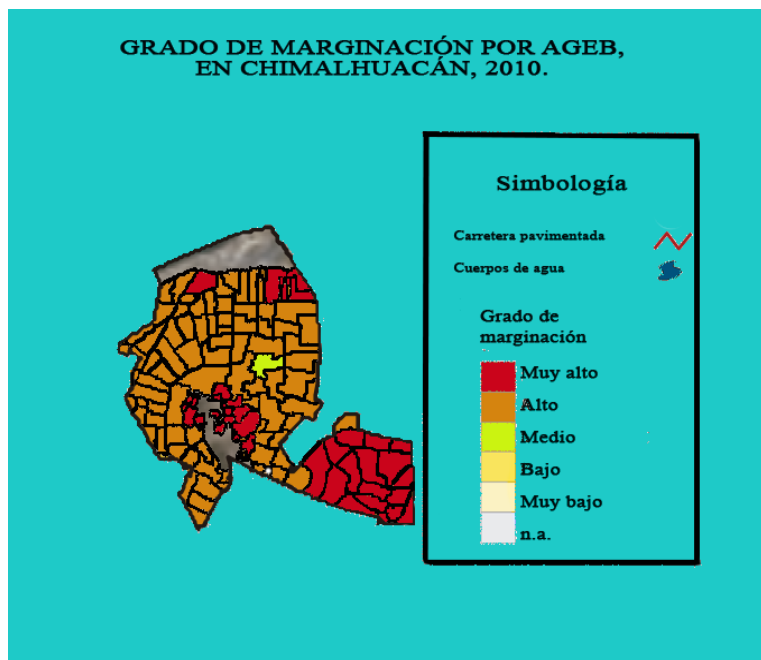 GRADO DE MARGINACIÓN POR AGEB,
EN CHIMALHUACÁN, 2010.
Simbología
Carretera pavimentada
Cuerpos de agua
Grado de
marginación
Muy alto
Alto
Medio
Bajo
Muy bajo
n.a.